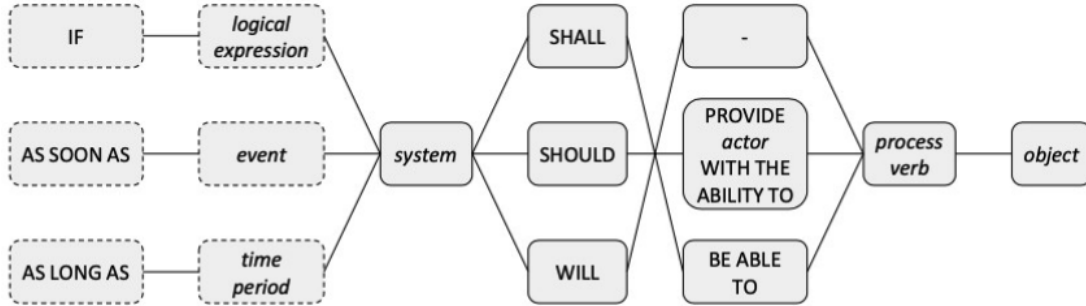 IF
logical
expression
SHALL
-
PROVIDE
actor
WITH THE
ABILITY TO
AS SOON AS
event
system
SHOULD
process
verb
object
AS LONG AS
time
period
WILL
BE ABLE
TO